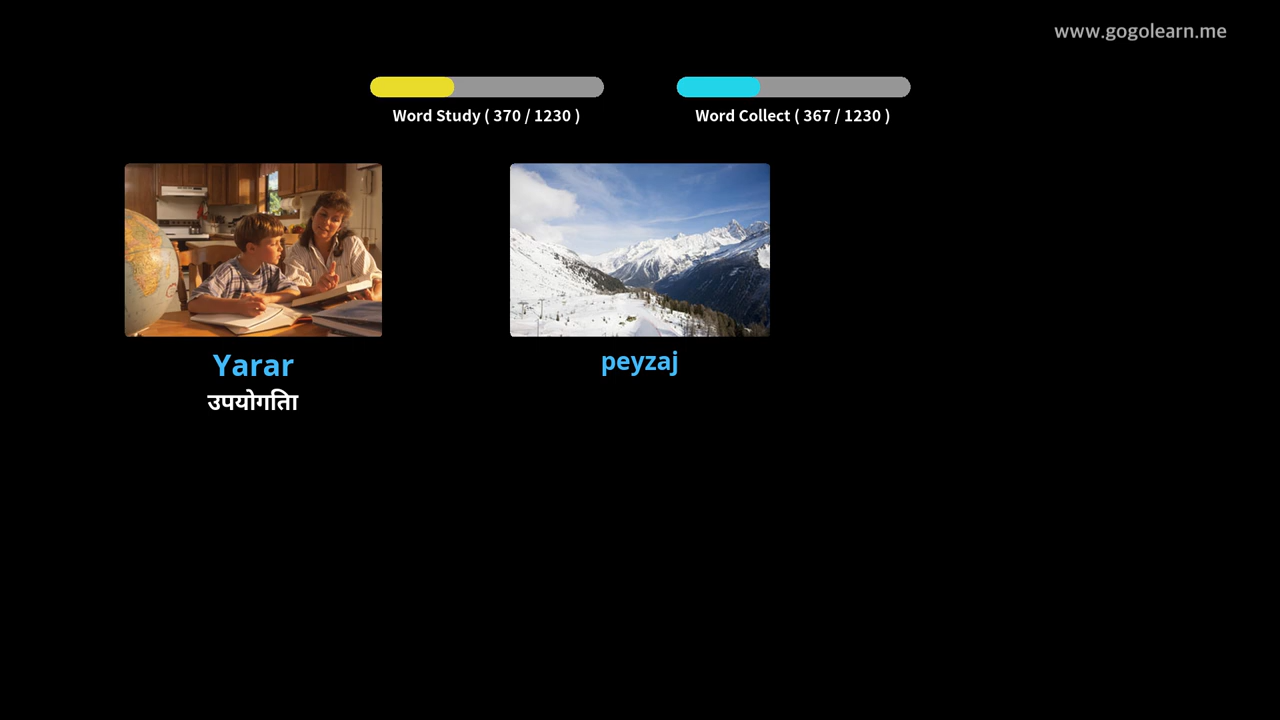 www.gogolearn.me
Word Study ( 370 / 1230 )
Word Collect ( 367 / 1230 )
Yarar
उपयोगिता
peyzaj